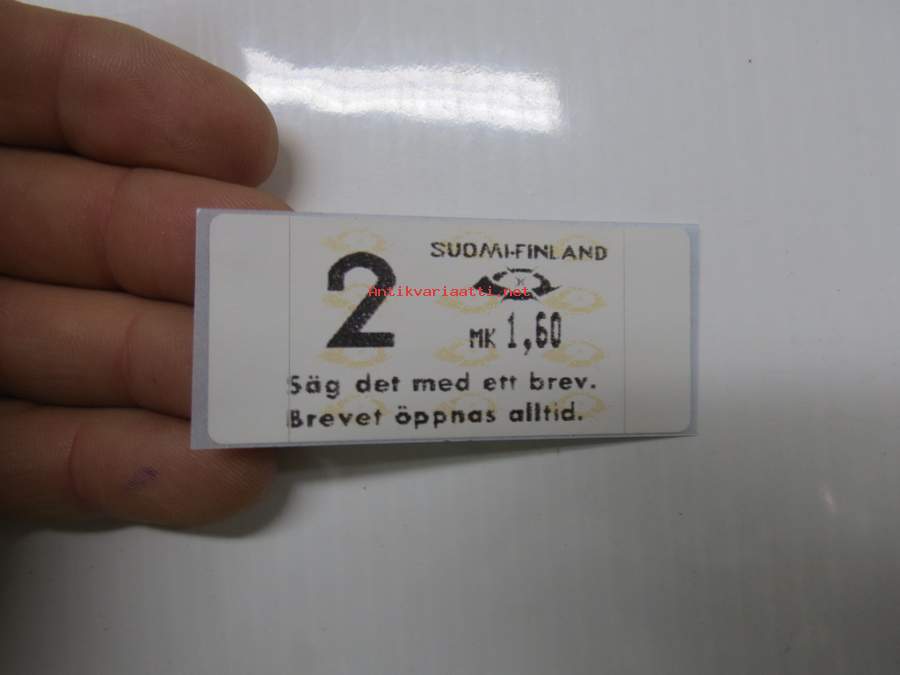 SUOMI-FINLAND
2
Antikvariaatti.net
MK 1,60
Säg det med ett brev.
Brevet öppnas alltid.